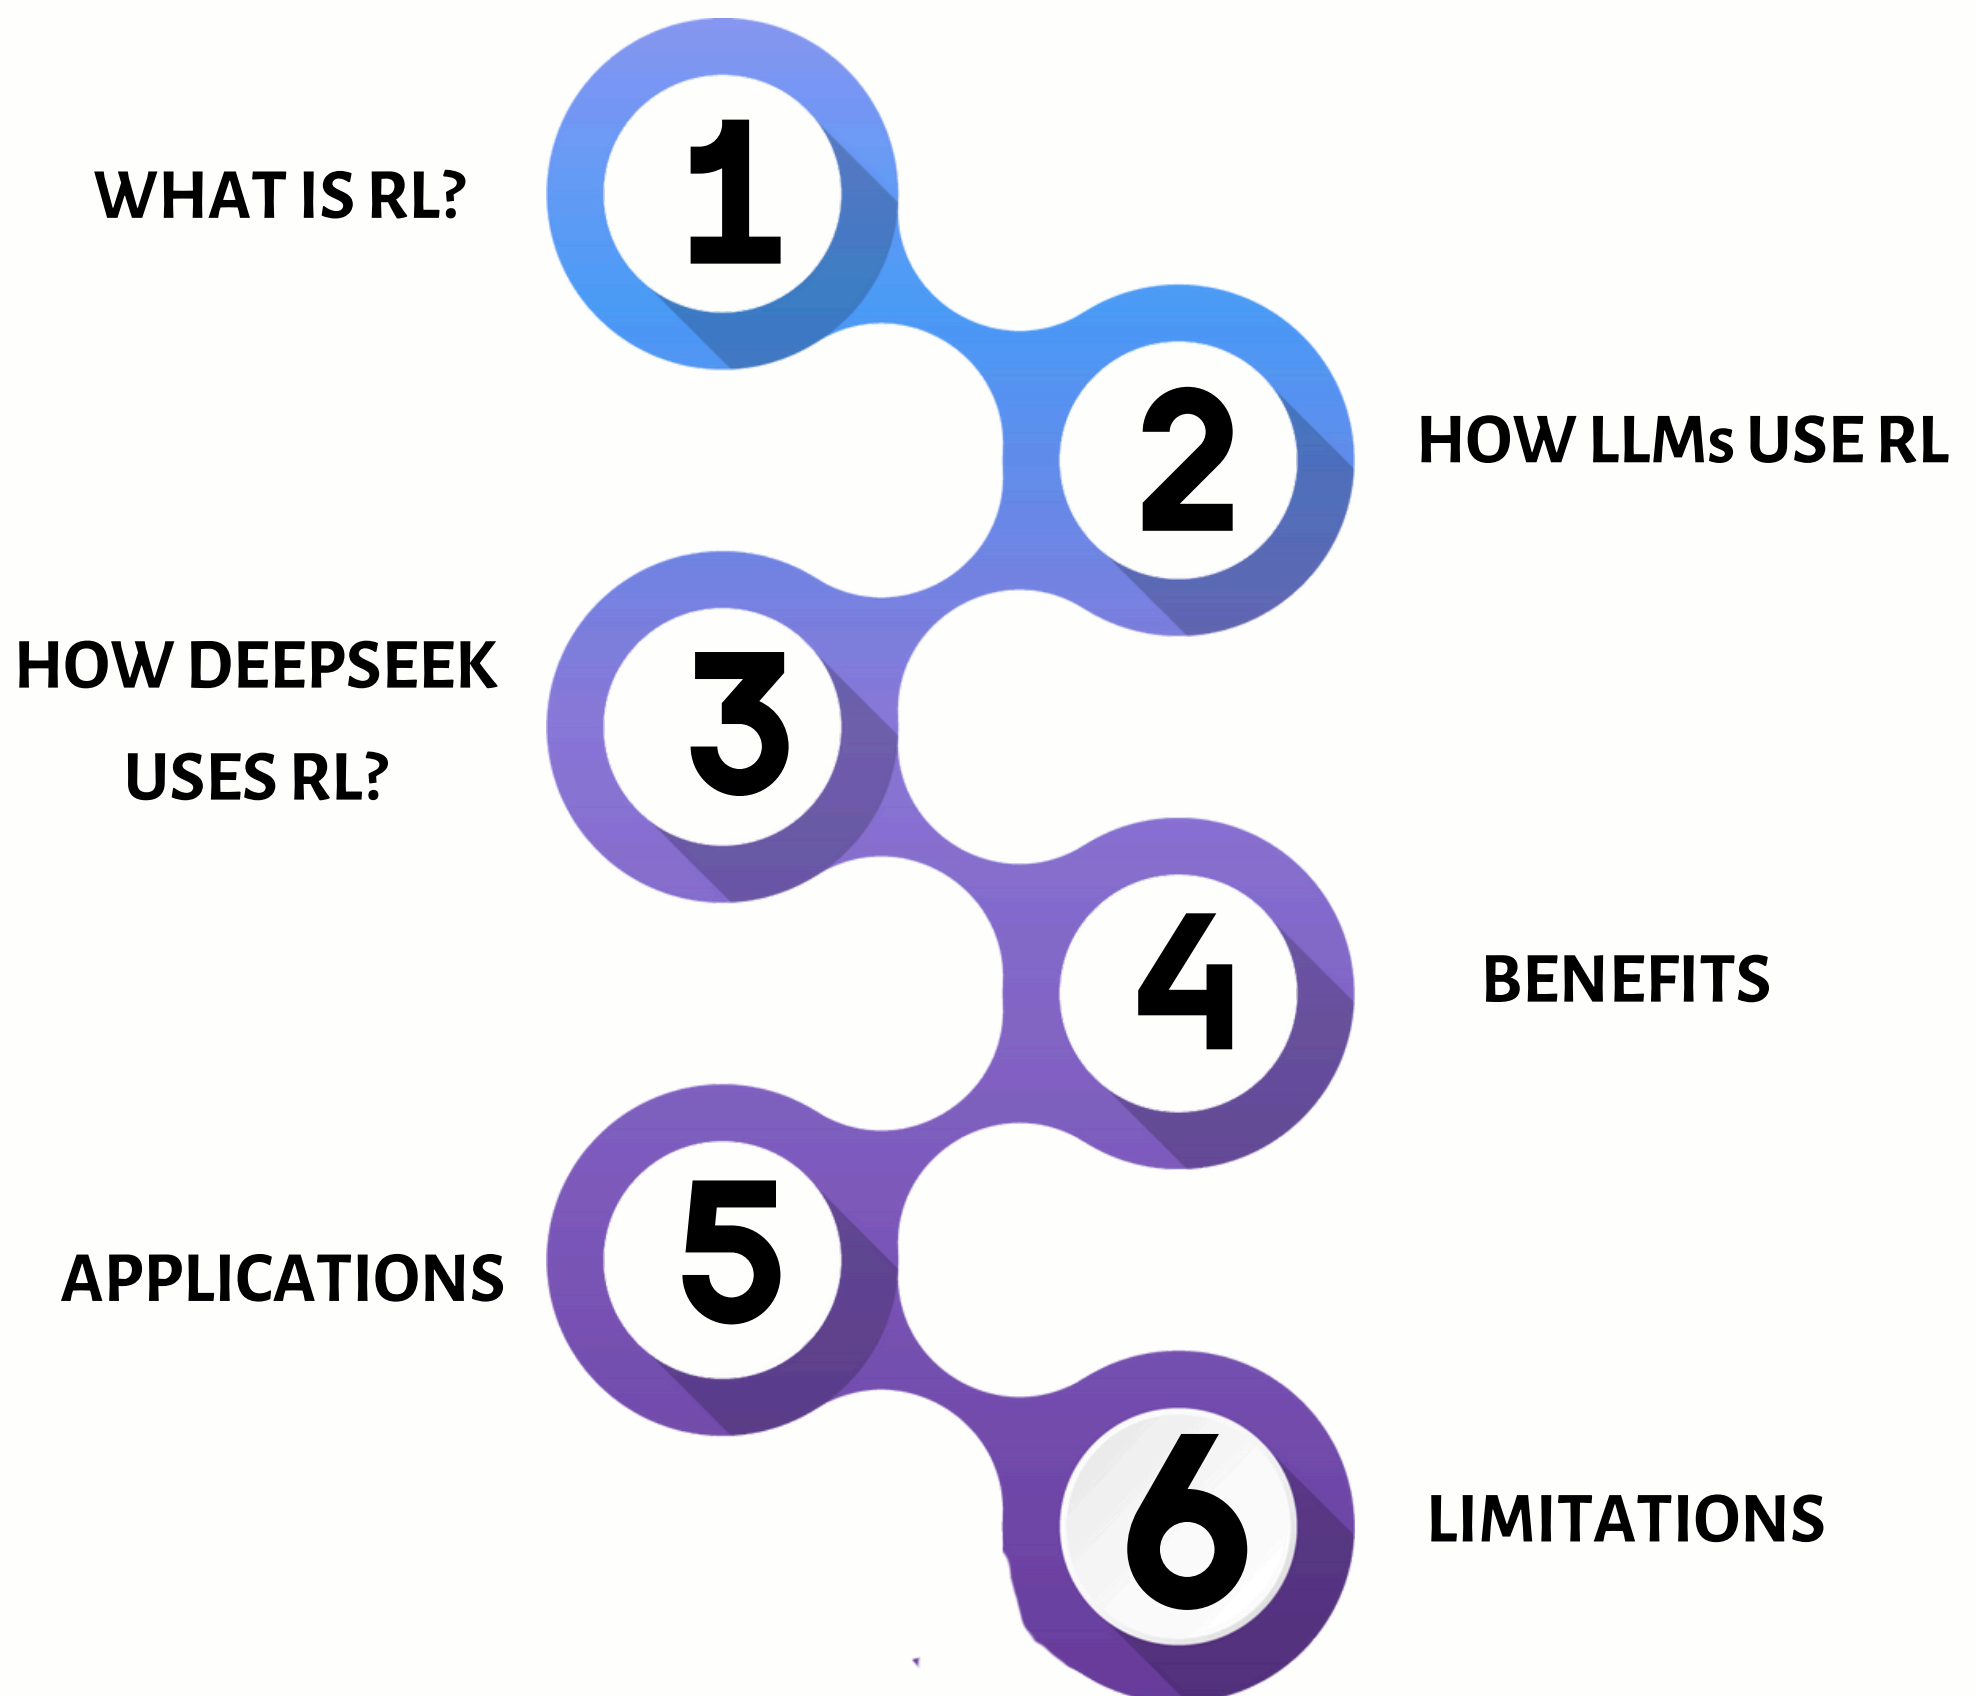 1
WHAT IS RL?
2
HOW LLMs USE RL
3
HOW DEEPSEEK
USES RL?
4
BENEFITS
5
APPLICATIONS
6
LIMITATIONS